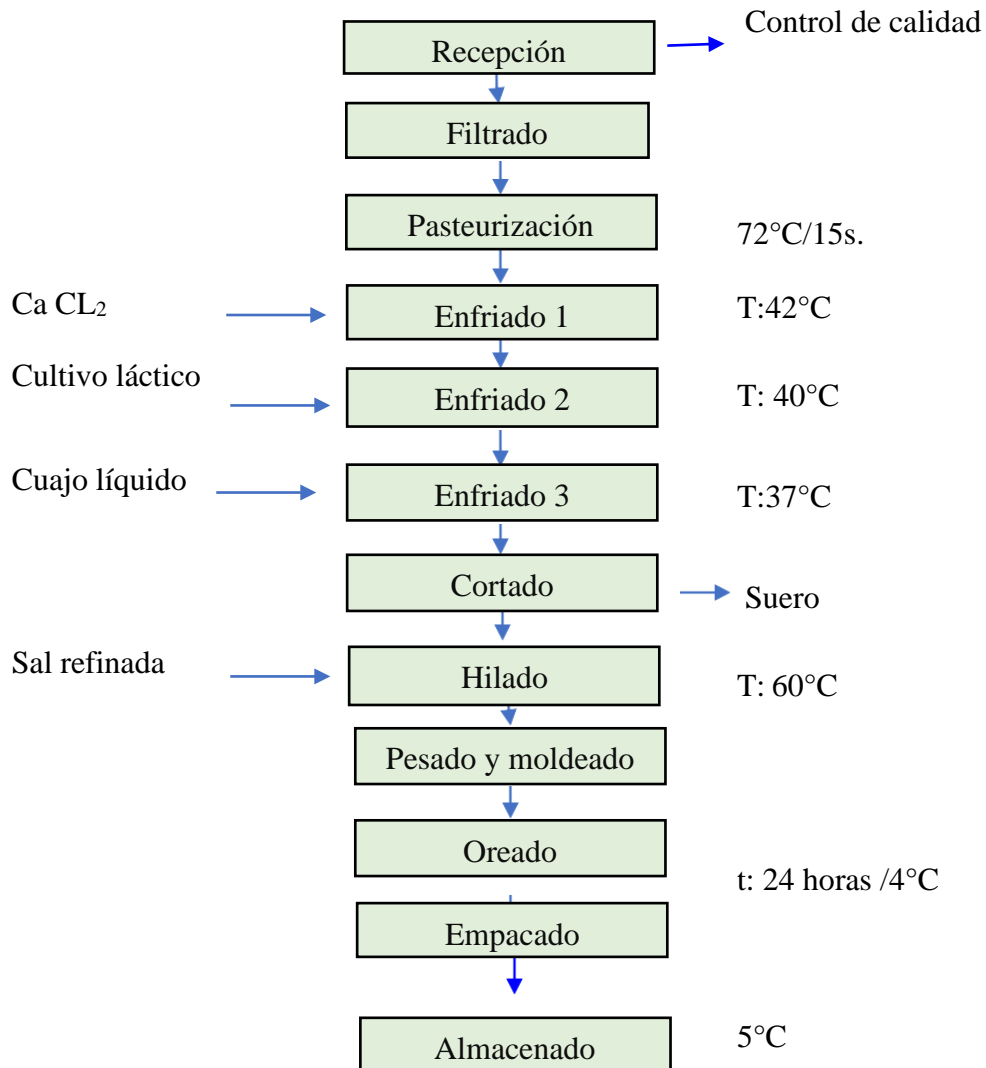 Control de calidad
Recepción
Filtrado
Pasteurización
72°C/15s.
Ca CL₂
Enfriado 1
T:42°C
Cultivo láctico
Enfriado 2
T: 40°C
Cuajo líquido
Enfriado 3
T:37°C
Cortado
Suero
Sal refinada
Hilado
T: 60°C
Pesado y moldeado
Oreado
t: 24 horas /4°C
Empacado
Almacenado
5°C